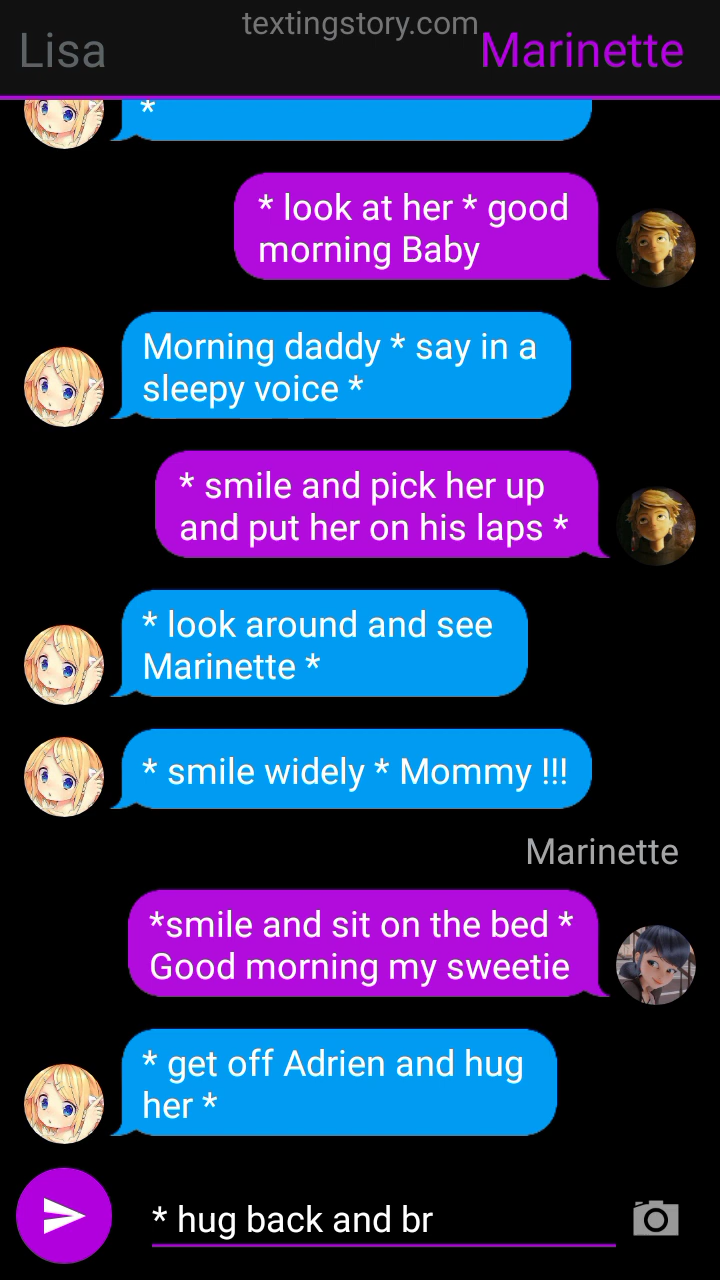 textingstory.com
Lisa
Marinette
*
* look at her * good
morning Baby
Morning daddy * say in a
sleepy voice *
* smile and pick her up
and put her on his laps *
* look around and see
Marinette *
* smile widely * Mommy !!!
Marinette
*smile and sit on the bed *
Good morning my sweetie
* get off Adrien and hug
her *
* hug back and br